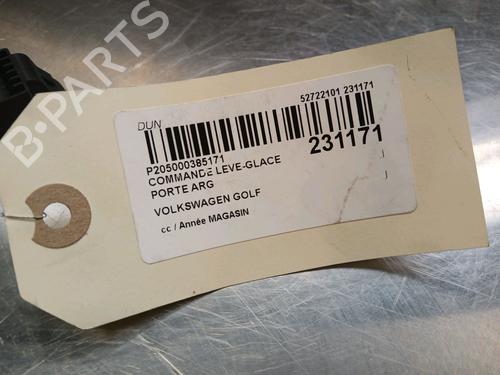 B-PARTS
DUN
52722101 231171
P205000385171
231171
COMMANDE LEVE-GLACE
PORTE ARG
VOLKSWAGEN GOLF
cc / Année MAGASIN